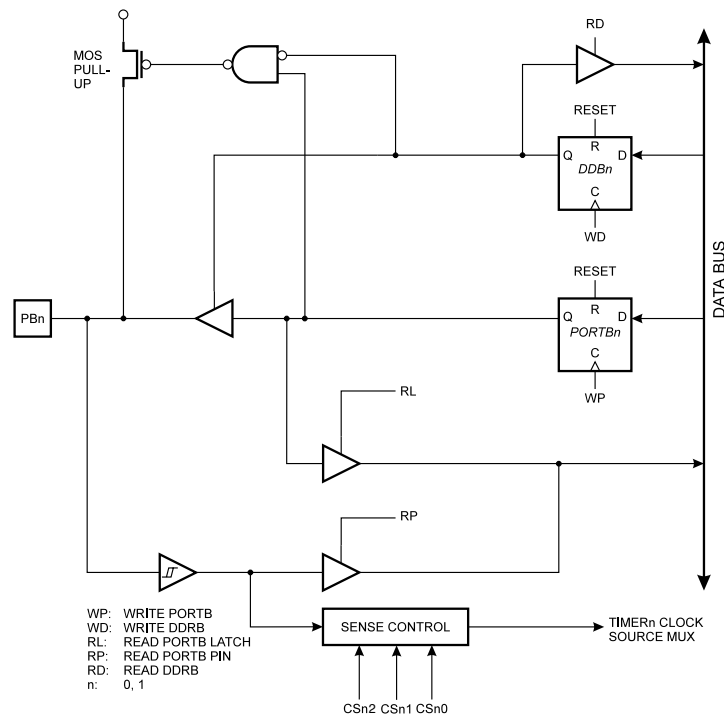 RD
MOS
PULL-
UP
RESET
R
Q
D
DDBn
C
WD
RESET
DATA BUS
PBn
R
Q
D
PORTBn
C
WP
RL
RP
WP: WRITE PORTB
WD: WRITE DDRB
RL: READ PORTB LATCH
RP: READ PORTB PIN
RD: READ DDRB
n: 0, 1
SENSE CONTROL
TIMERn CLOCK
SOURCE MUX
CSn2 CSn1 CSn0